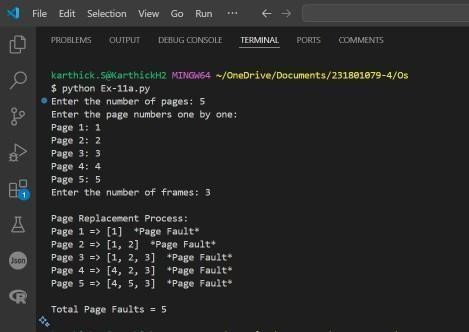 File Edit Selection View Go Run ···
PROBLEMS OUTPUT DEBUG CONSOLE TERMINAL PORTS COMMENTS
karthick.S@KarthickH2 MINGW64 ~/OneDrive/Documents/231801079-4/Os
$ python Ex-11a.py
Enter the number of pages: 5
Enter the page numbers one by one:
Page 1: 1
Page 2: 2
Page 3: 3
Page 4: 4
Page 5: 5
Enter the number of frames: 3
Page Replacement Process:
Page 1 => [1] *Page Fault*
Page 2 => [1, 2] *Page Fault*
Page 3 => [1, 2, 3] *Page Fault*
Page 4 => [4, 2, 3] *Page Fault*
Page 5 => [4, 5, 3] *Page Fault*
Total Page Faults = 5
1
Json
R